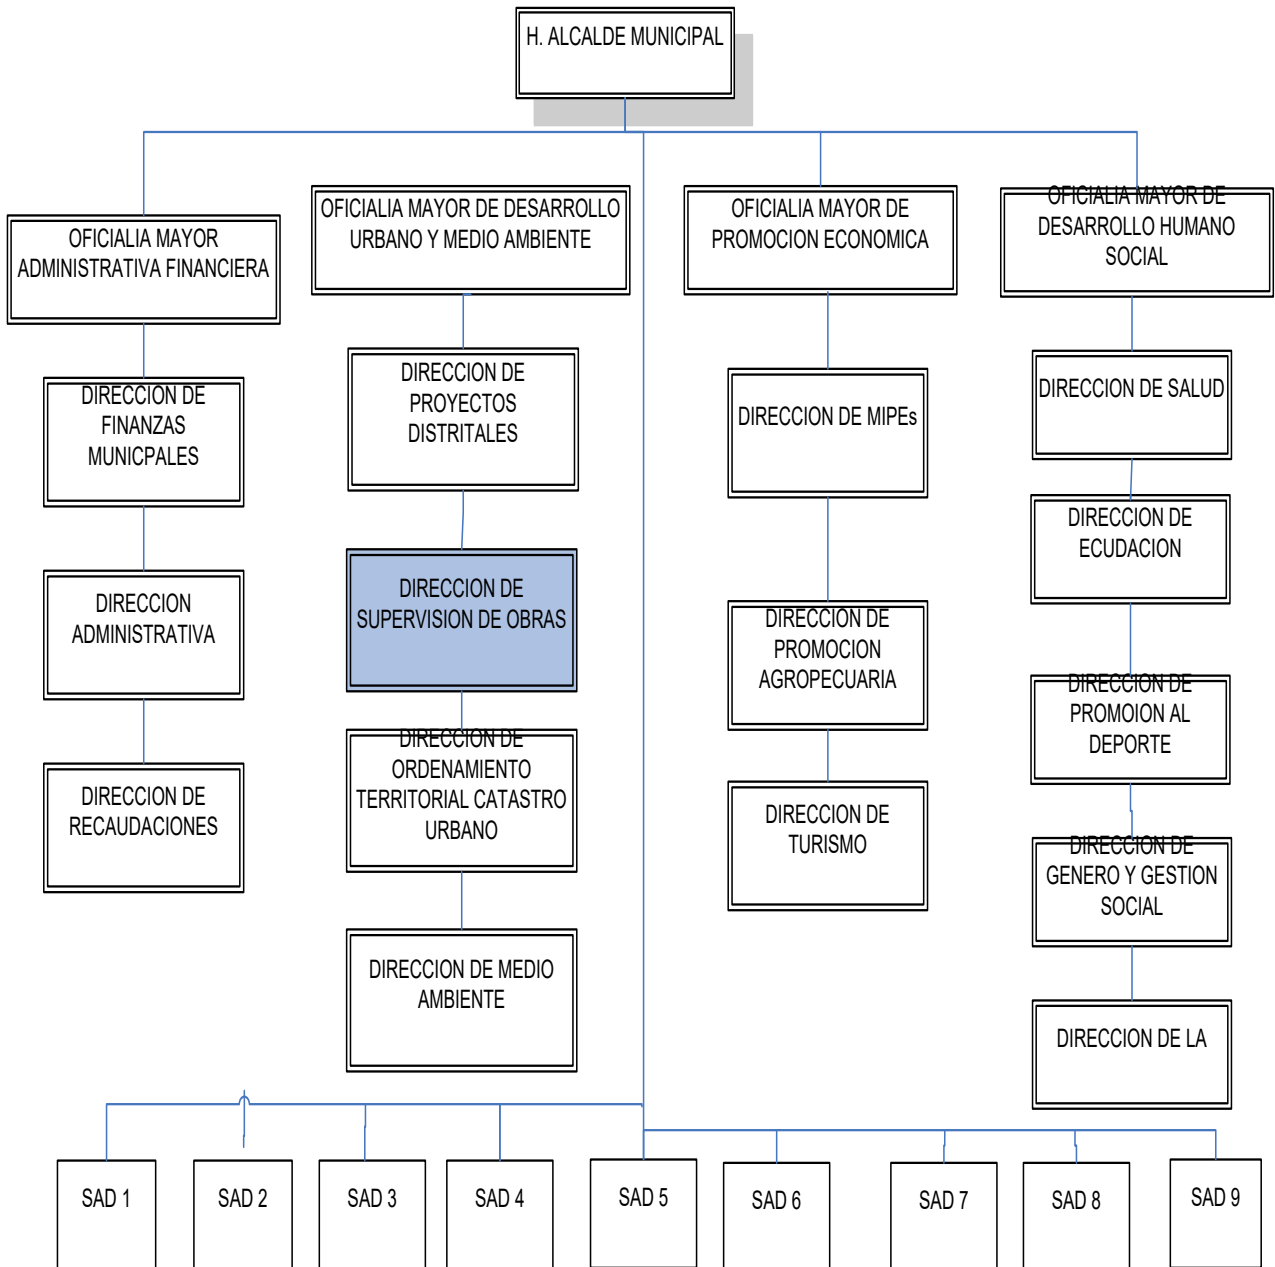 H. ALCALDE MUNICIPAL
OFICIALIA MAYOR
ADMINISTRATIVA FINANCIERA
DIRECCION DE
FINANZAS
MUNICPALES
DIRECCION
ADMINISTRATIVA
DIRECCION DE
RECAUDACIONES
OFICIALIA MAYOR DE DESARROLLO
URBANO Y MEDIO AMBIENTE
DIRECCION DE
PROYECTOS
DISTRITALES
DIRECCION DE
SUPERVISION DE OBRAS
DIRECCION DE
ORDENAMIENTO
TERRITORIAL CATASTRO
URBANO
DIRECCION DE MEDIO
AMBIENTE
OFICIALIA MAYOR DE
PROMOCION ECONOMICA
DIRECCION DE MIPEs
DIRECCION DE
PROMOCION
AGROPECUARIA
DIRECCION DE
TURISMO
OFICIALIA MAYOR DE
DESARROLLO HUMANO
SOCIAL
DIRECCION DE SALUD
DIRECCION DE
ECUDACION
DIRECCION DE
PROMOION AL
DEPORTE
DIRECCION DE
GENERO Y GESTION
SOCIAL
DIRECCION DE LA
SAD 1
SAD 2
SAD 3
SAD 4
SAD 5
SAD 6
SAD 7
SAD 8
SAD 9